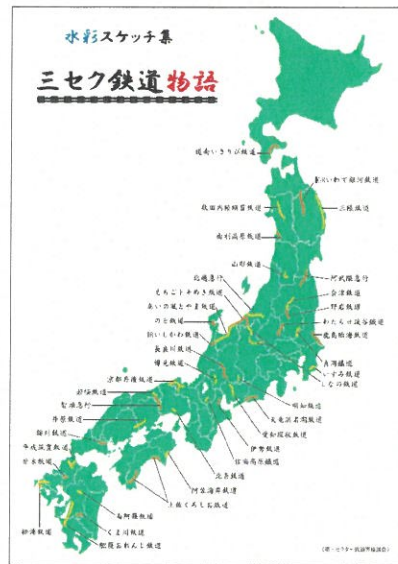 水彩スケッチ集
三セク鉄道物語
道南いさりび鉄道
IGRいわて銀河鉄道
秋田内陸縦貫鉄道
三陸鉄道
由利高原鉄道
山形鉄道
阿武隈急行
北越急行
会津鉄道
えちごトキめき鉄道
野岩鉄道
あいの風とやま鉄道
わたらせ渓谷鐵道
のと鉄道
鹿島臨海鉄道
IRいしかわ鉄道
真岡鐵道
長良川鉄道
いすみ鉄道
樽見鉄道
しなの鉄道
京都丹後鉄道
明知鉄道
若桜鉄道
天竜浜名湖鉄道
智頭急行
愛知環状鉄道
井原鉄道
伊勢鉄道
錦川鉄道
信楽高原鐵道
平成筑豊鉄道
北条鉄道
甘木鉄道
阿佐海岸鉄道
土佐くろしお鉄道
南阿蘇鉄道
松浦鉄道
くま川鉄道
肥薩おれんじ鉄道